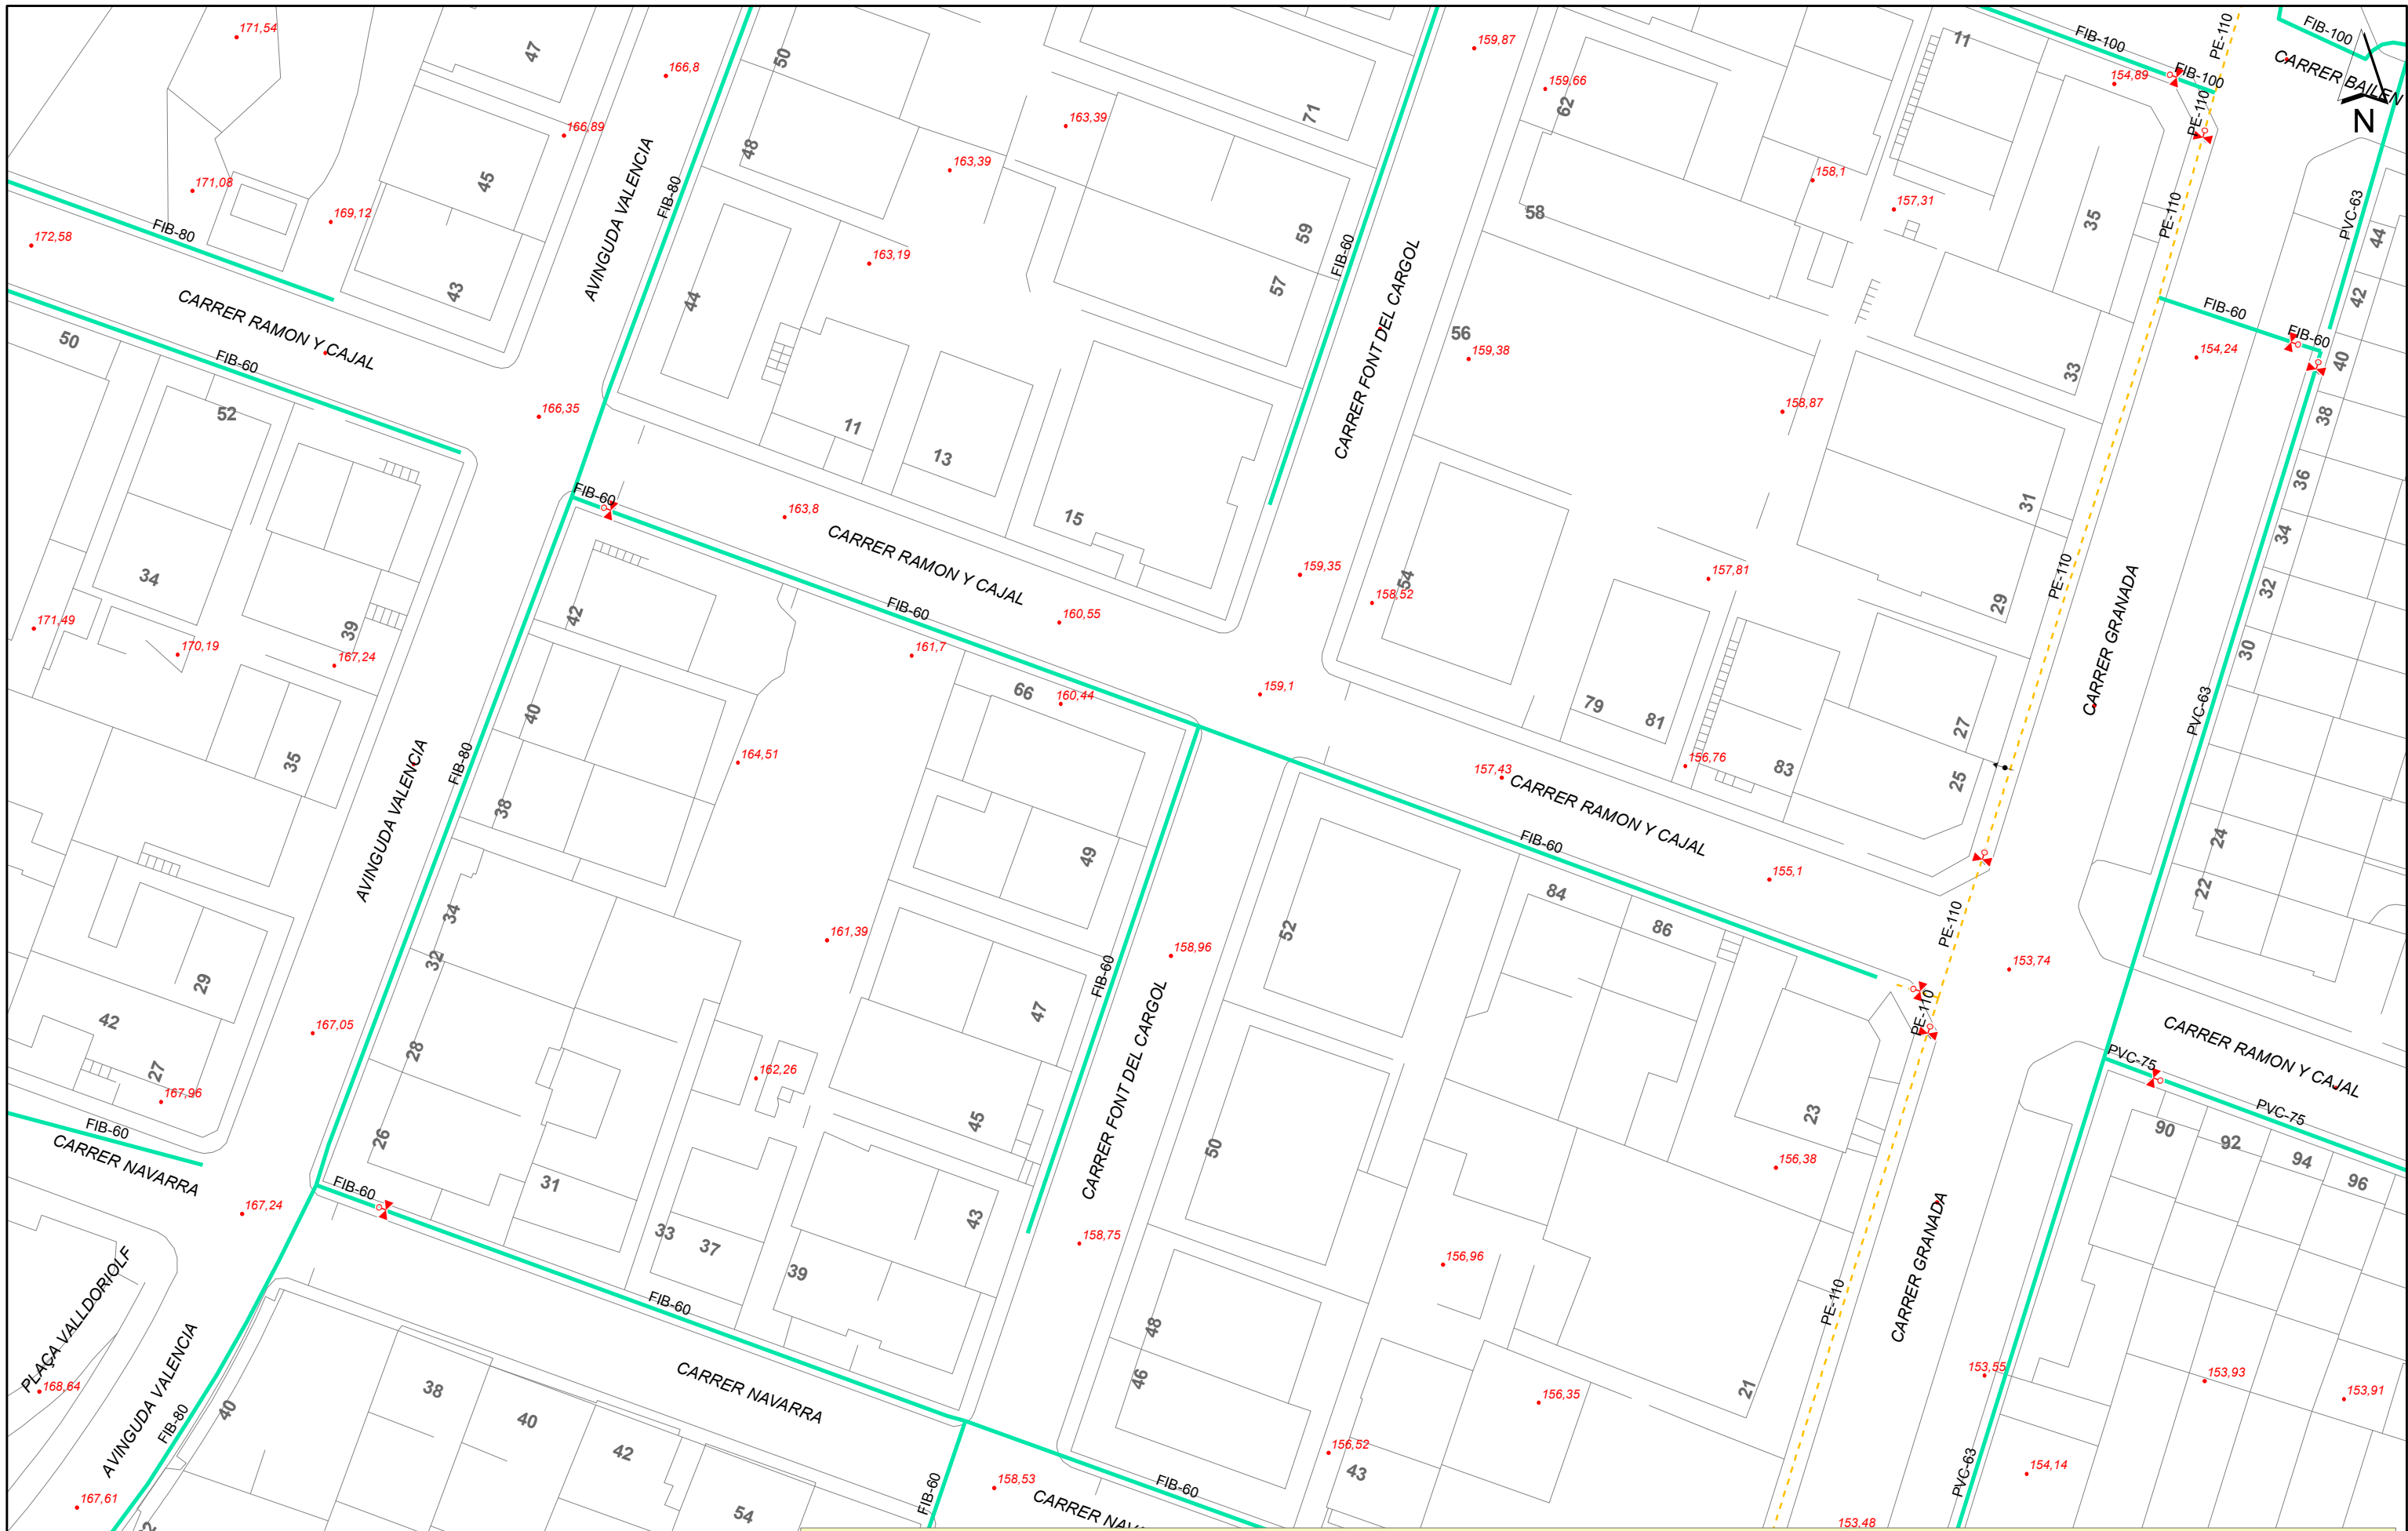 171,54
47
50
166,8
159,87
11
FIB-100
PE-110
FIB-100
CARRER BAILEN
159,66
62
154,89
FIB-100
71
166,89
163,39
PE-110
N
48
163,39
158,1
171,08
45
AVINGUDA VALENCIA
FIB-80
157,31
169,12
58
35
PE-110
PVC-63
44
FIB-80
172,58
59
FIB-60
163,19
43
44
57
CARRER FONT DEL CARGOL
42
CARRER RAMON Y CAJAL
FIB-60
FIB-60
50
FIB-60
56
159,38
154,24
40
33
166,35
158,87
38
52
11
13
36
FIB-60
163,8
15
31
CARRER RAMON Y CAJAL
34
34
159,35
54
157,81
PE-110
32
42
FIB-60
160,55
158,52
29
CARRER GRANADA
171,49
39
170,19
167,24
161,7
30
66
160,44
159,1
40
79
81
27
PVC-63
35
AVINGUDA VALENCIA
FIB-80
164,51
156,76
83
25
157,43
CARRER RAMON Y CAJAL
38
FIB-60
24
49
155,1
84
22
34
52
86
PE-110
161,39
158,96
32
FIB-60
153,74
29
42
47
167,05
28
PE-110
CARRER RAMON Y CAJAL
PVC-75
27
162,26
167,96
PVC-75
FIB-60
45
CARRER FONT DEL CARGOL
23
90
92
94
96
26
50
CARRER NAVARRA
156,38
FIB-60
31
167,24
33
37
43
158,75
156,96
CARRER GRANADA
39
PE-110
FIB-60
PLAÇA VALLDORIOLF
48
168,64
AVINGUDA VALENCIA
CARRER NAVARRA
46
153,55
153,93
153,91
38
21
156,35
40
FIB-80
40
42
156,52
43
154,14
158,53
FIB-60
FIB-60
PVC-63
167,61
54
CARRER NAV
153,48